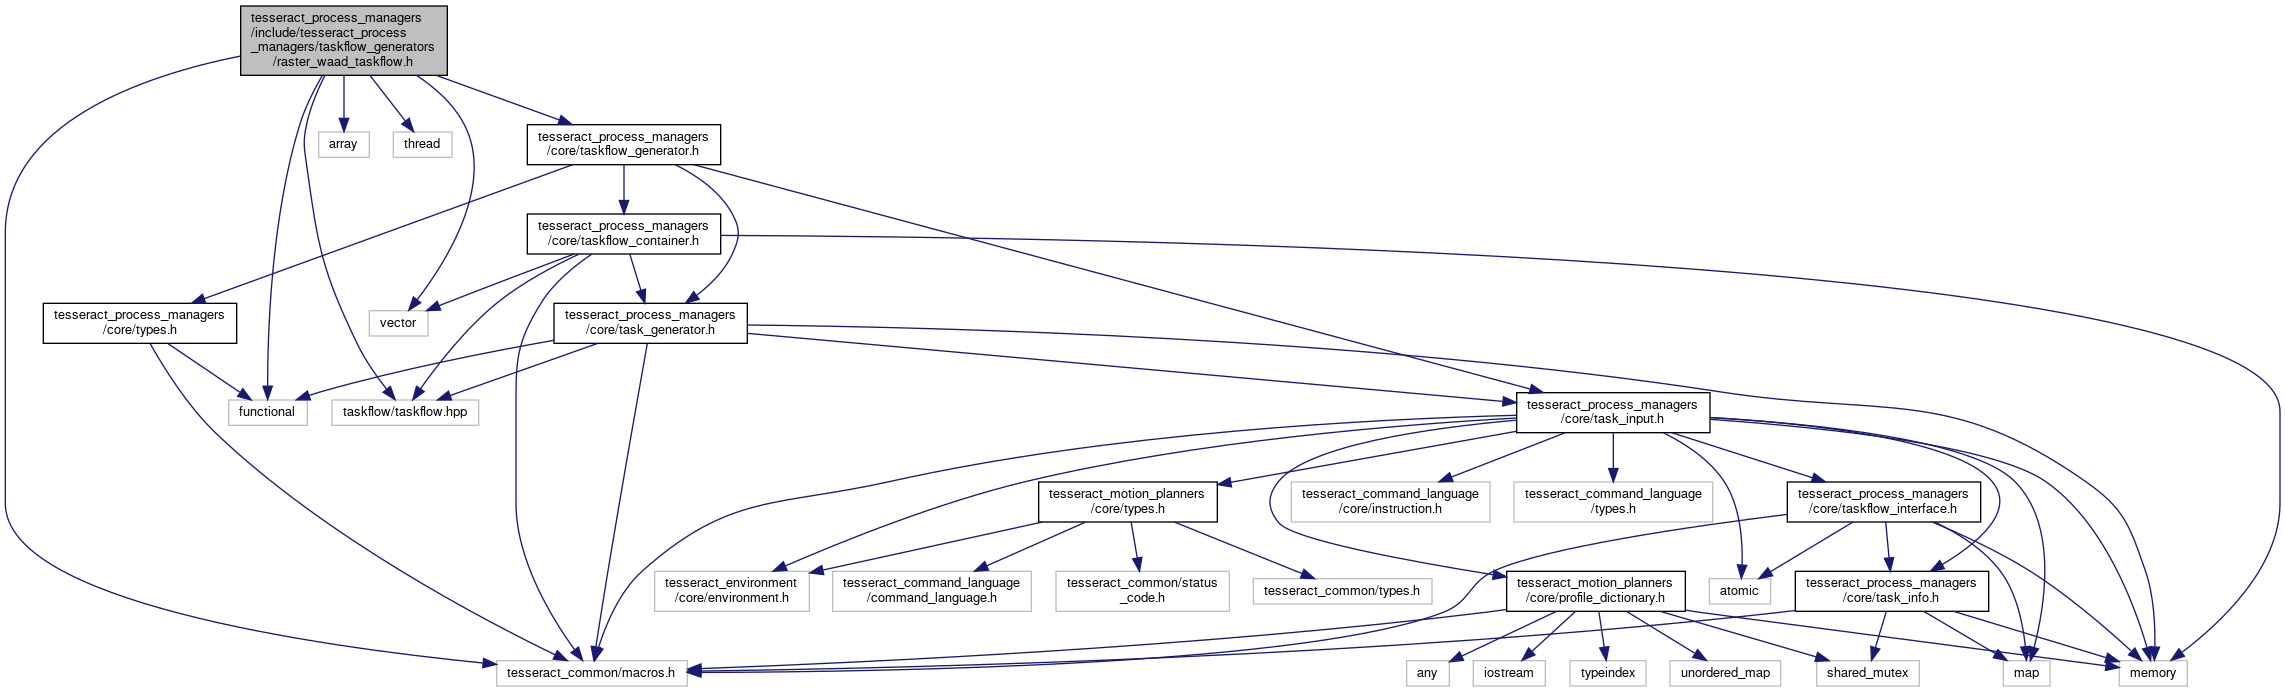 tesseract_process_managers
/include/tesseract_process
_managers/taskflow_generators
/raster_waad_taskflow.h
array
thread
tesseract_process_managers
/core/taskflow_generator.h
tesseract_process_managers
/core/taskflow_container.h
tesseract_process_managers
/core/types.h
vector
tesseract_process_managers
/core/task_generator.h
functional
taskflow/taskflow.hpp
tesseract_process_managers
/core/task_input.h
tesseract_motion_planners
/core/types.h
tesseract_command_language
/core/instruction.h
tesseract_command_language
/types.h
tesseract_process_managers
/core/taskflow_interface.h
tesseract_environment
/core/environment.h
tesseract_command_language
/command_language.h
tesseract_common/status
_code.h
tesseract_common/types.h
tesseract_motion_planners
/core/profile_dictionary.h
atomic
tesseract_process_managers
/core/task_info.h
tesseract_common/macros.h
any
iostream
typeindex
unordered_map
shared_mutex
map
memory